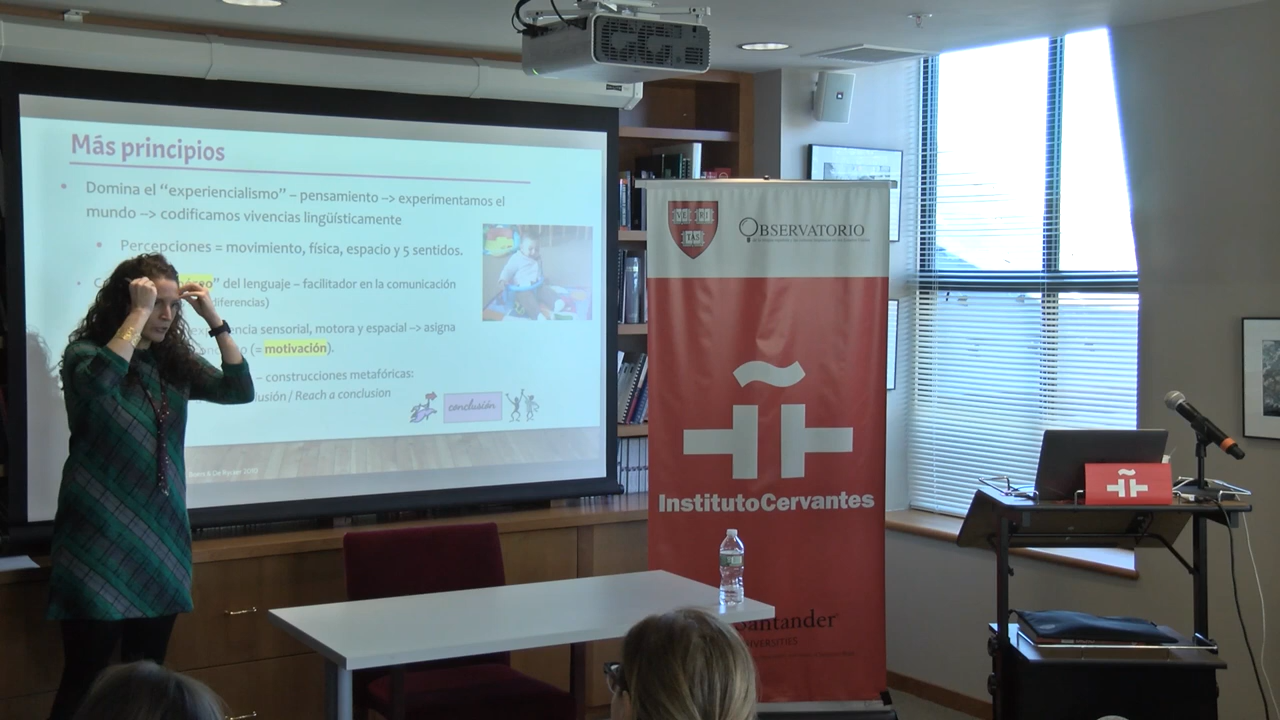 Más principios
• Domina el “experiencialismo” – pensamiento –> experimentamos el
mundo –> codificamos vivencias lingüísticamente
• Percepciones = movimiento, física, espacio y 5 sentidos.
” del lenguaje – facilitador en la comunicación
diferencias)
sensorial, motora y espacial –> asigna
(= motivación).
– construcciones metafóricas:
/ Reach a conclusion
conclusión
OBSERVATORIO
InstitutoCervantes
Santander